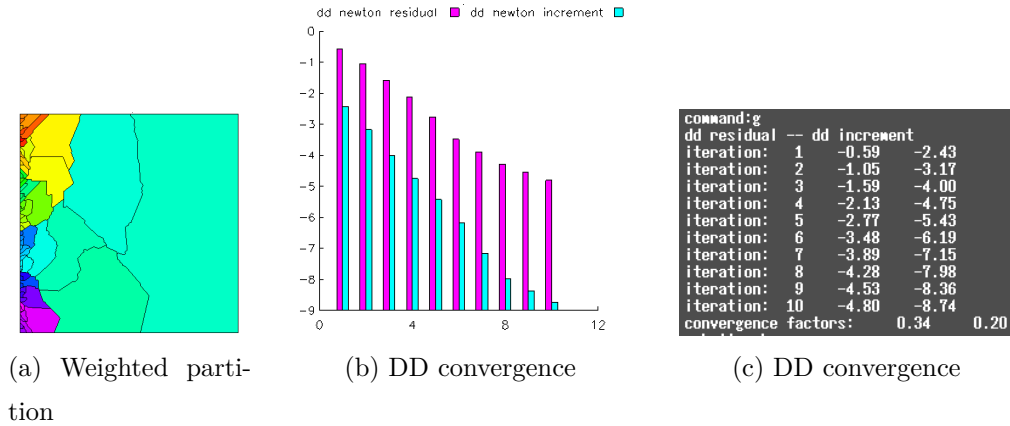 dd newton residual dd newton increment
0
-1
-2
-3
-4
-5
-6
-7
-8
-9
0 4 8 12
command:g
dd residual -- dd increment
iteration: 1 -0.59 -2.43
iteration: 2 -1.05 -3.17
iteration: 3 -1.59 -4.00
iteration: 4 -2.13 -4.75
iteration: 5 -2.77 -5.43
iteration: 6 -3.48 -6.19
iteration: 7 -3.89 -7.15
iteration: 8 -4.28 -7.98
iteration: 9 -4.53 -8.36
iteration: 10 -4.80 -8.74
convergence factors: 0.34 0.20
(a) Weighted parti-
tion
(b) DD convergence
(c) DD convergence